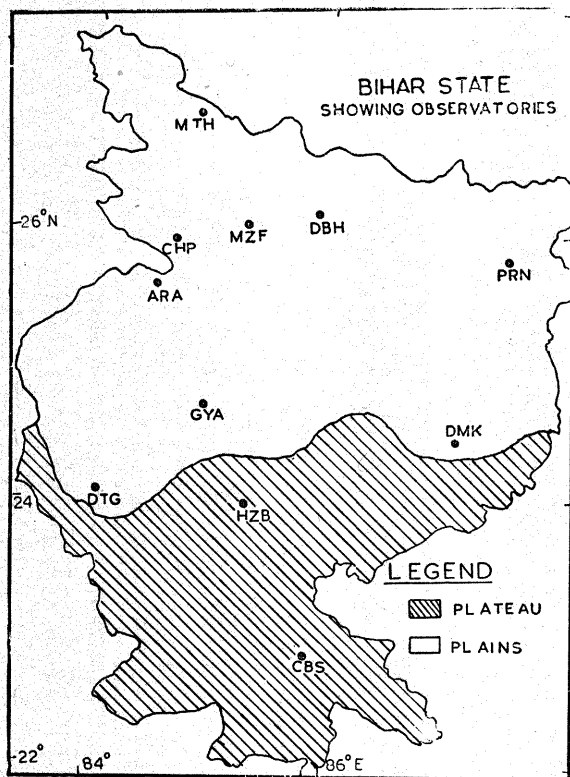 BIHAR STATE
SHOWING OBSERVATORIES
MTH
26°N
CHP
MZF
DBH
PRN
ARA
GYA
DMK
DTG
24
HZB
LEGEND
PLATEAU
PLAINS
CBS
22°
84°
86°E